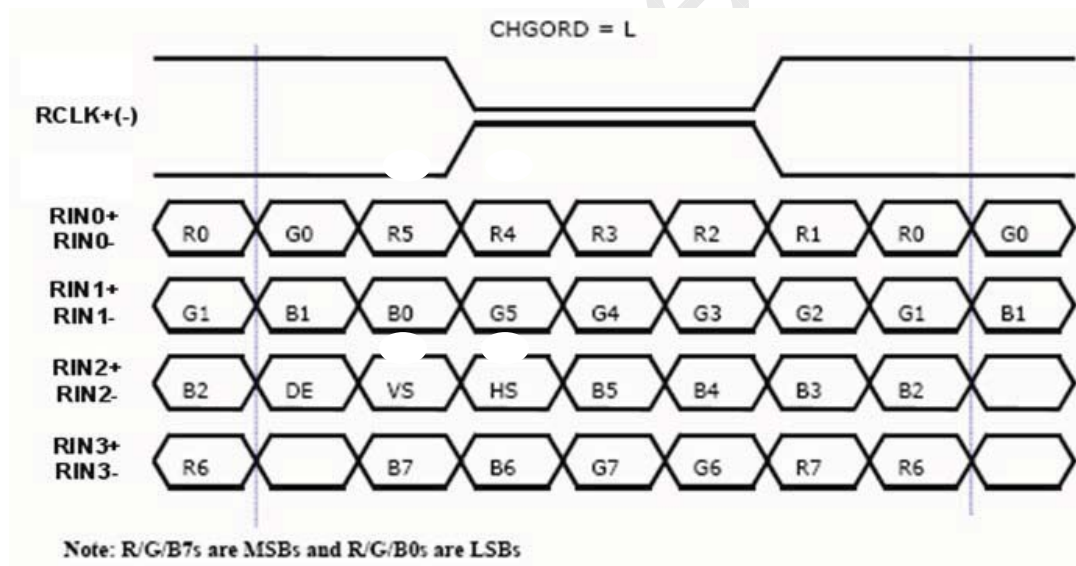 CHGORD = L
RCLK+(-)
RIN0+
RIN0-
R0 G0 R5 R4 R3 R2 R1 R0 G0
RIN1+
RIN1-
G1 B1 B0 G5 G4 G3 G2 G1 B1
RIN2+
RIN2-
B2 DE VS HS B5 B4 B3 B2
RIN3+
RIN3-
R6 B7 B6 G7 G6 R7 R6
Note: R/G/B7s are MSBs and R/G/B0s are LSBs